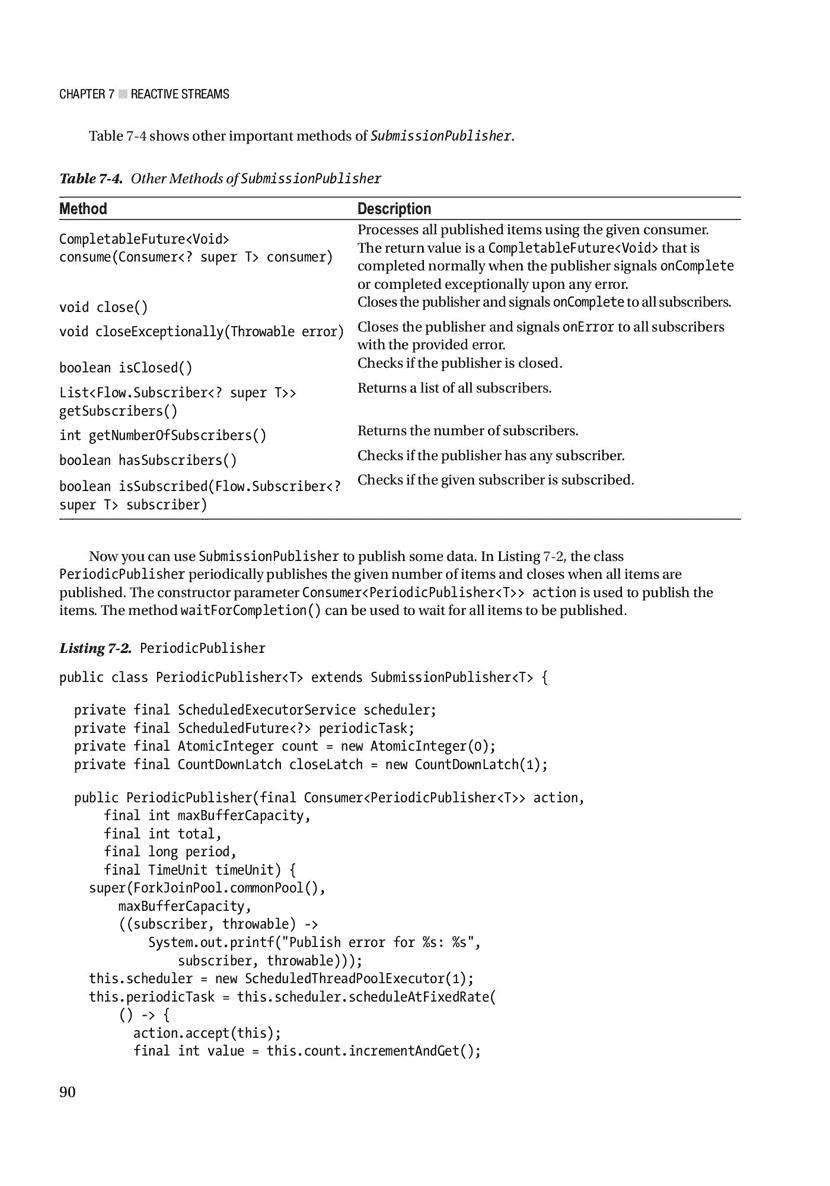 CHAPTER 7 ▒ REACTIVE STREAMS
Table 7-4 shows other important methods of SubmissionPublisher.
Table 7-4. Other Methods of SubmissionPublisher
Method Description
CompletableFuture<Void>
consume(Consumer<? super T> consumer)
Processes all published items using the given consumer.
The return value is a CompletableFuture<Void> that is
completed normally when the publisher signals onComplete
or completed exceptionally upon any error.
void close()
Closes the publisher and signals onComplete to all subscribers.
void closeExceptionally(Throwable error)
Closes the publisher and signals onError to all subscribers
with the provided error.
boolean isClosed()
Checks if the publisher is closed.
List<Flow.Subscriber<? super T>>
getSubscribers()
Returns a list of all subscribers.
int getNumberOfSubscribers()
Returns the number of subscribers.
boolean hasSubscribers()
Checks if the publisher has any subscriber.
boolean isSubscribed(Flow.Subscriber<?
super T> subscriber)
Checks if the given subscriber is subscribed.
Now you can use SubmissionPublisher to publish some data. In Listing 7-2, the class
PeriodicPublisher periodically publishes the given number of items and closes when all items are
published. The constructor parameter Consumer<PeriodicPublisher<T>> action is used to publish the
items. The method waitForCompletion() can be used to wait for all items to be published.
Listing 7-2. PeriodicPublisher
public class PeriodicPublisher<T> extends SubmissionPublisher<T> {
private final ScheduledExecutorService scheduler;
private final ScheduledFuture<?> periodicTask;
private final AtomicInteger count = new AtomicInteger(0);
private final CountDownLatch closeLatch = new CountDownLatch(1);
public PeriodicPublisher(final Consumer<PeriodicPublisher<T>> action,
final int maxBufferCapacity,
final int total,
final long period,
final TimeUnit timeUnit) {
super(ForkJoinPool.commonPool(),
maxBufferCapacity,
((subscriber, throwable) ->
System.out.printf("Publish error for %s: %s",
subscriber, throwable)));
this.scheduler = new ScheduledThreadPoolExecutor(1);
this.periodicTask = this.scheduler.scheduleAtFixedRate(
() -> {
action.accept(this);
final int value = this.count.incrementAndGet();
90